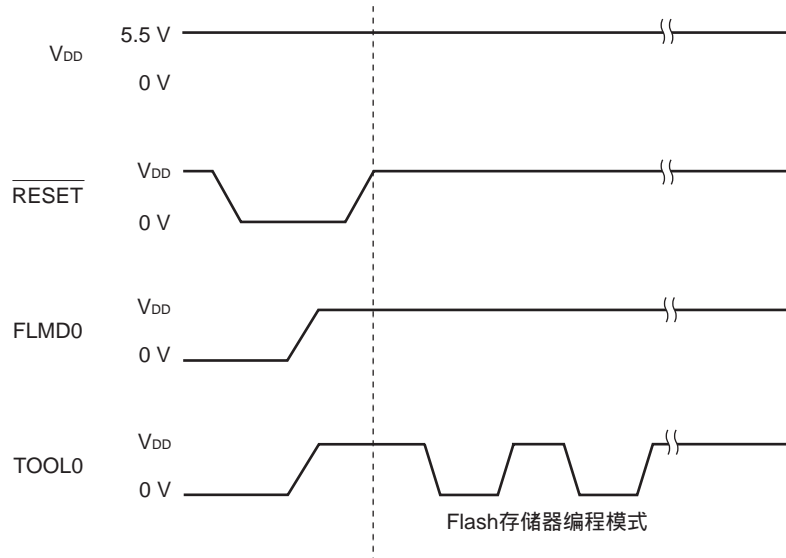 5.5 V
VDD
0 V
VDD
RESET
0 V
VDD
FLMD0
0 V
VDD
TOOL0
0 V
Flash存储器编程模式